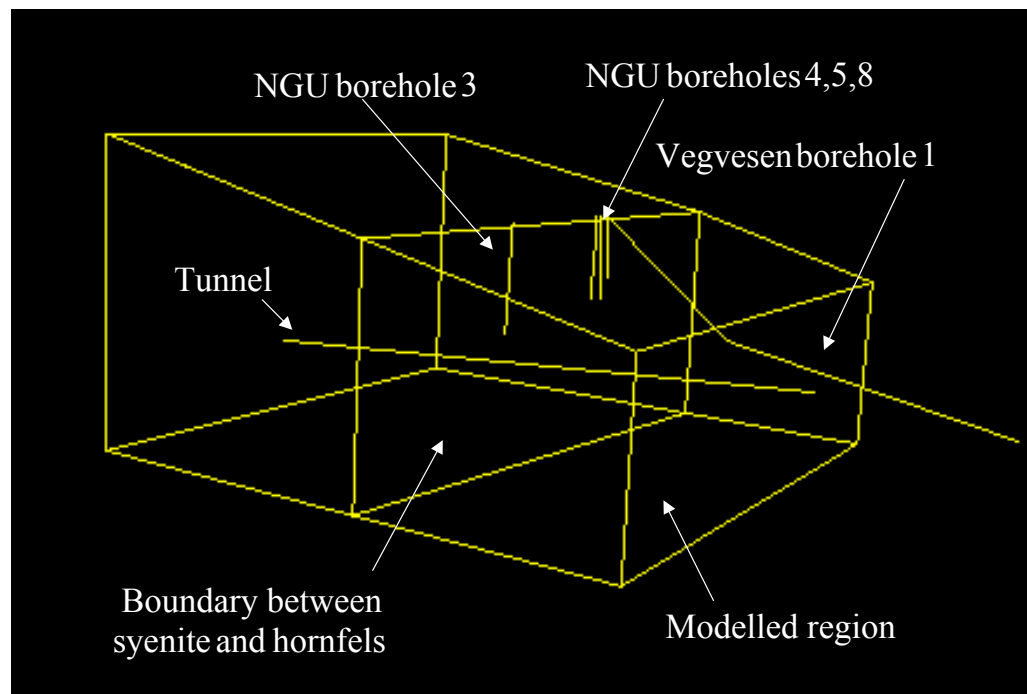 NGU borehole 3
NGU boreholes 4,5,8
Vegvesen borehole 1
Tunnel
Boundary between
syenite and hornfels
Modelled region